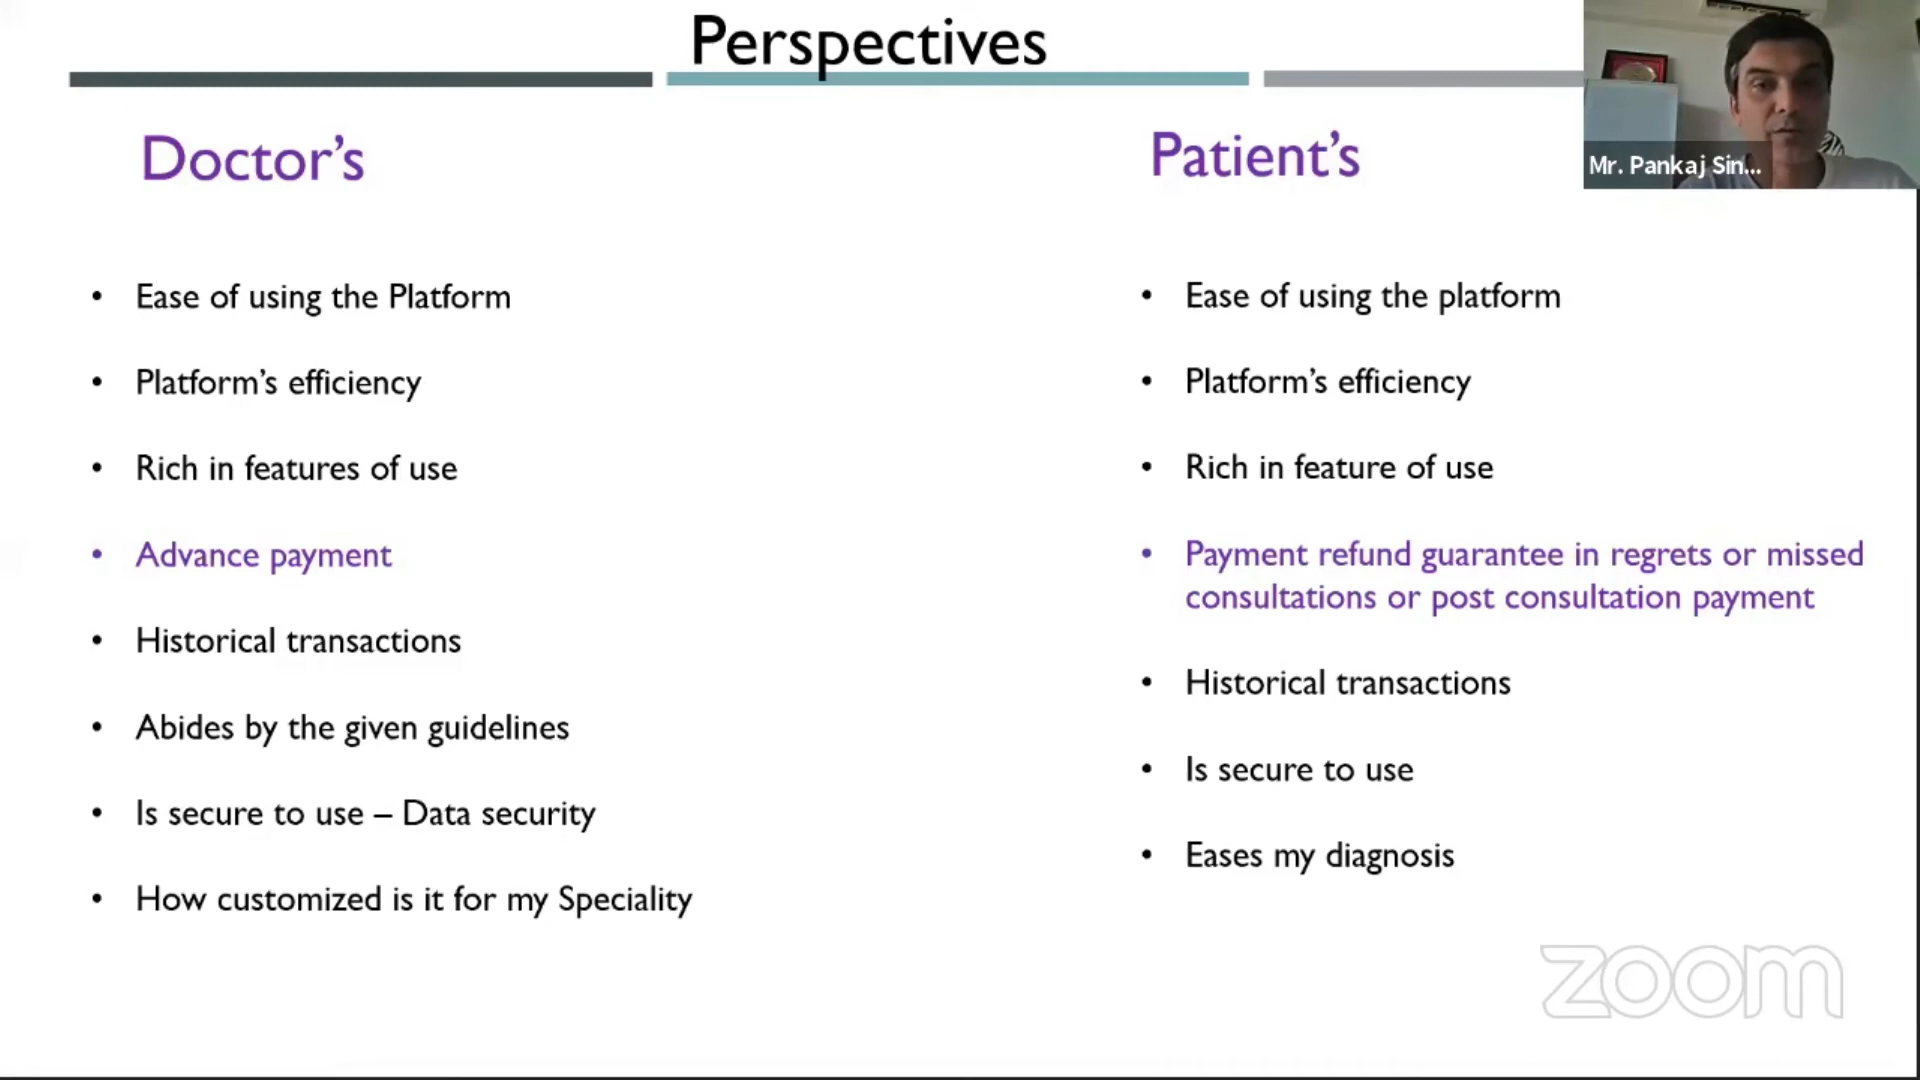 Perspectives
Doctor's
Patient's
Mr. Pankaj Sin...
• Ease of using the Platform
• Platform's efficiency
• Rich in features of use
• Advance payment
• Historical transactions
• Abides by the given guidelines
• Is secure to use – Data security
• How customized is it for my Speciality
• Ease of using the platform
• Platform's efficiency
• Rich in feature of use
• Payment refund guarantee in regrets or missed
consultations or post consultation payment
• Historical transactions
• Is secure to use
• Eases my diagnosis
zoom